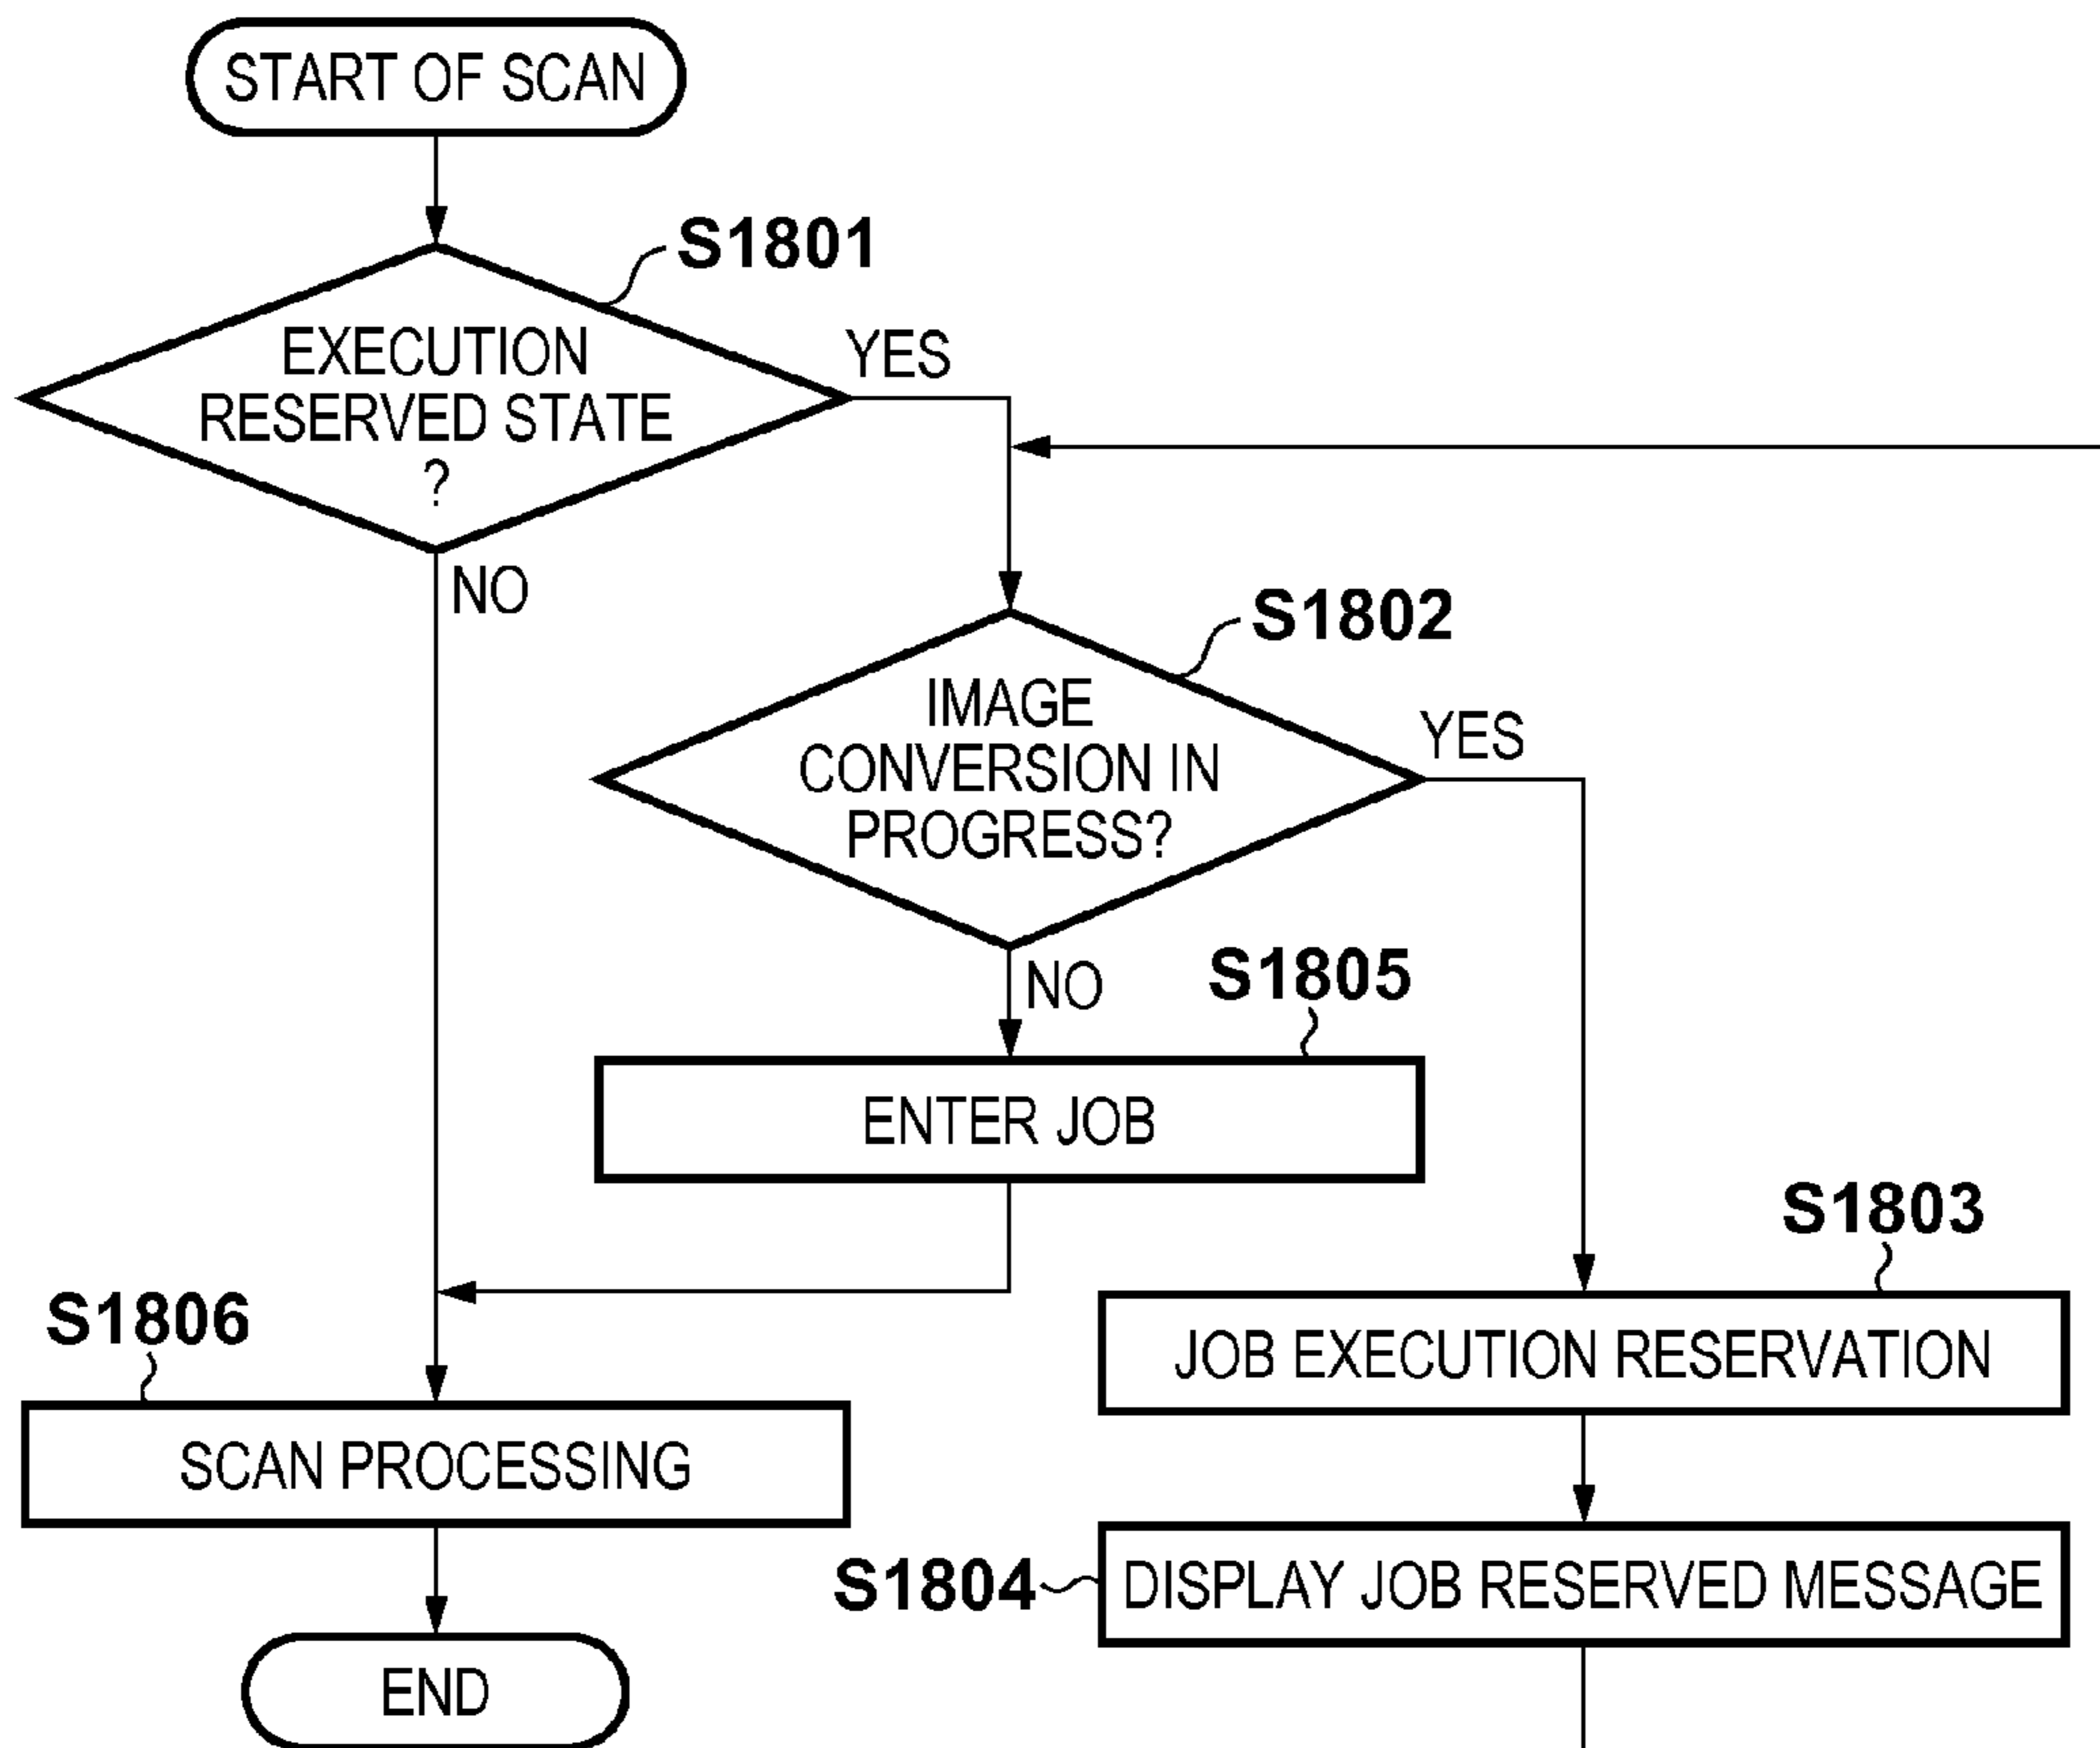 START OF SCAN
S1801
EXECUTION
RESERVED STATE
?
YES
NO
S1802
IMAGE
CONVERSION IN
PROGRESS?
YES
NO
S1805
ENTER JOB
S1803
JOB EXECUTION RESERVATION
S1806
SCAN PROCESSING
S1804
DISPLAY JOB RESERVED MESSAGE
END